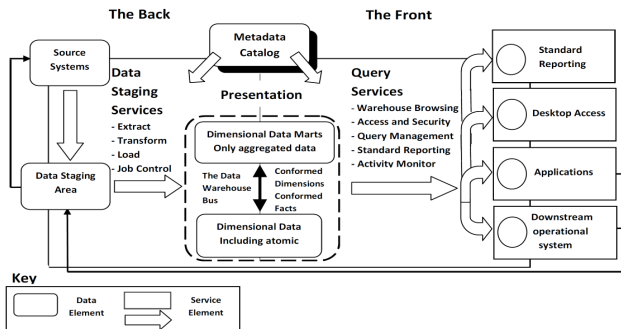 The Back
The Front
Metadata
Catalog
Source
Systems
Data
Staging
Services
- Extract
- Transform
- Load
- Job Control
Data Staging
Area
Presentation
Dimensional Data Marts
Only aggregated data
The Data
Warehouse
Bus
Conformed
Dimensions
Conformed
Facts
Dimensional Data
Including atomic
Query
Services
- Warehouse Browsing
- Access and Security
- Query Management
- Standard Reporting
- Activity Monitor
Standard
Reporting
Desktop Access
Applications
Downstream
operational
system
Key
Data
Element
Service
Element